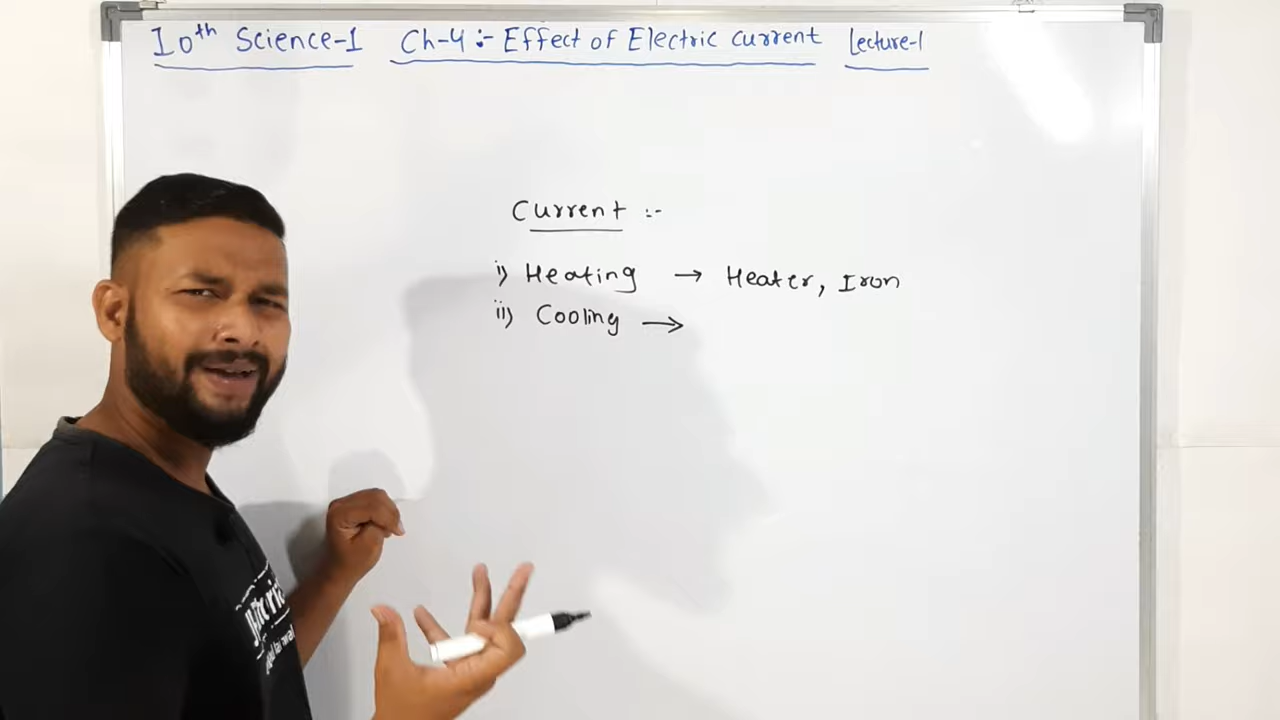 10th Science-1 Ch-4 :- Effect of Electric current Lecture-1
Current :-
i) Heating → Heater, Iron
ii) Cooling →